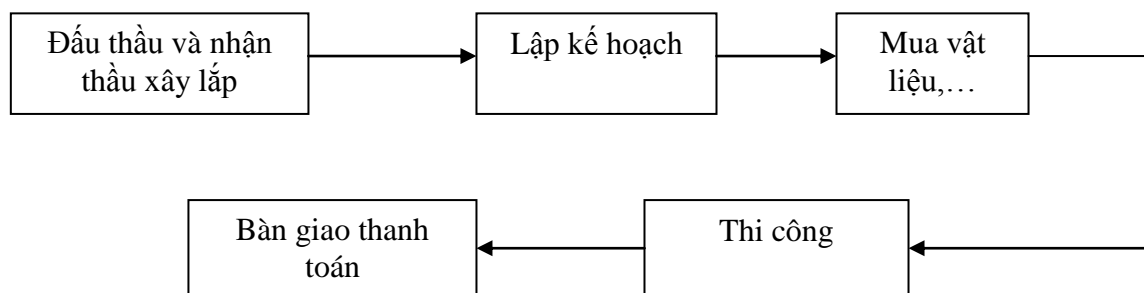 Đấu thầu và nhận
thầu xây lắp
Lập kế hoạch
Mua vật
liệu,…
Bàn giao thanh
toán
Thi công